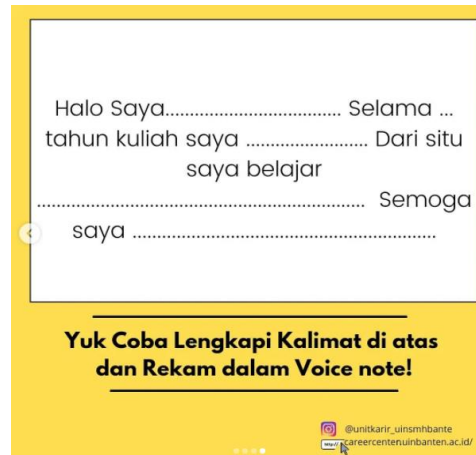 Halo Saya.................................... Selama ...
tahun kuliah saya ......................... Dari situ
saya belajar
................................................................... Semoga
saya ..............................................................
Yuk Coba Lengkapi Kalimat di atas
dan Rekam dalam Voice note!
@unitkarir_uinsmhbante
http:// careercenter.uinbanten.ac.id/